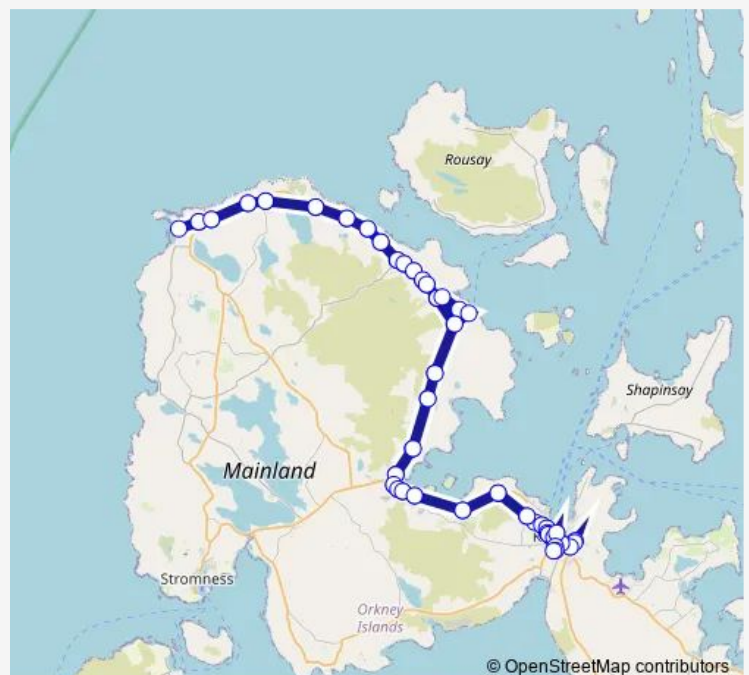 Rousay
Shapinsay
Mainland
Stromness
Orkney
Islands
© OpenStreetMap contributors